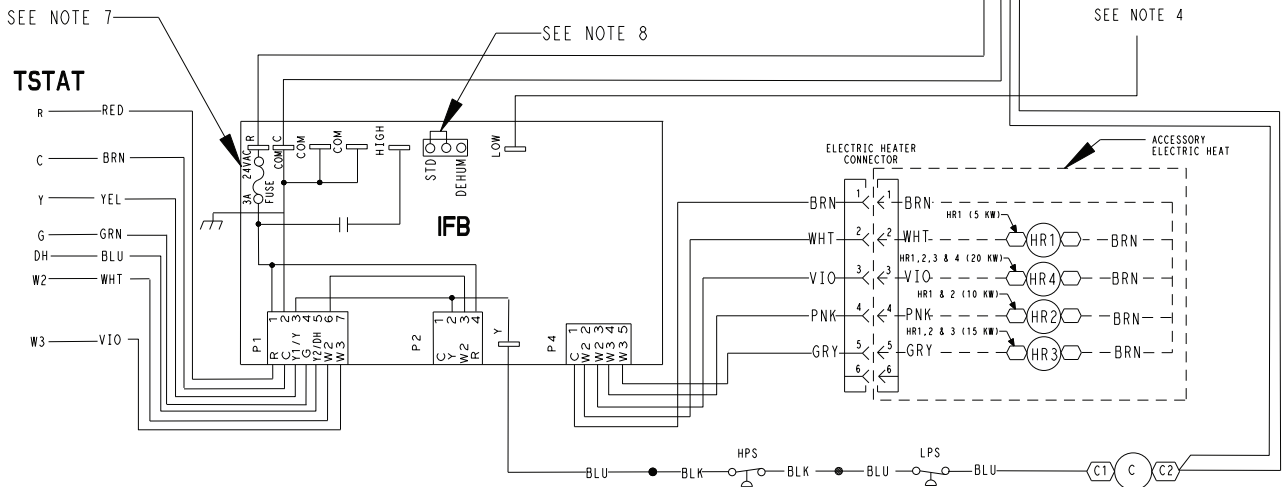 SEE NOTE 7
SEE NOTE 8
SEE NOTE 4
TSTAT
R RED
C BRN
Y YEL
G GRN
DH BLU
W2 WHT
W3 VIO
R
24VAC
3A
FUSE
C
COM
COM
COM
HIGH
STD
DEHUM
LOW
IFB
P1
1 2 3 4 5 6 7
R
C
Y1/Y
G
Y2/DH
W2
W3
P2
1 2 3 4
C
Y
W2
R
Y
P4
1 2 3 4 5
C
W2
W2
W3
W3
ELECTRIC HEATER
CONNECTOR
ACCESSORY
ELECTRIC HEAT
BRN 1 1 BRN
HR1 (5 KW)
WHT 2 2 WHT HR1 BRN
HR1,2,3 & 4 (20 KW)
VIO 3 3 VIO HR4 BRN
HR1 & 2 (10 KW)
PNK 4 4 PNK HR2 BRN
HR1,2 & 3 (15 KW)
GRY 5 5 GRY HR3 BRN
6 6
HPS
LPS
BLU BLK BLK BLU BLU C1 C C2